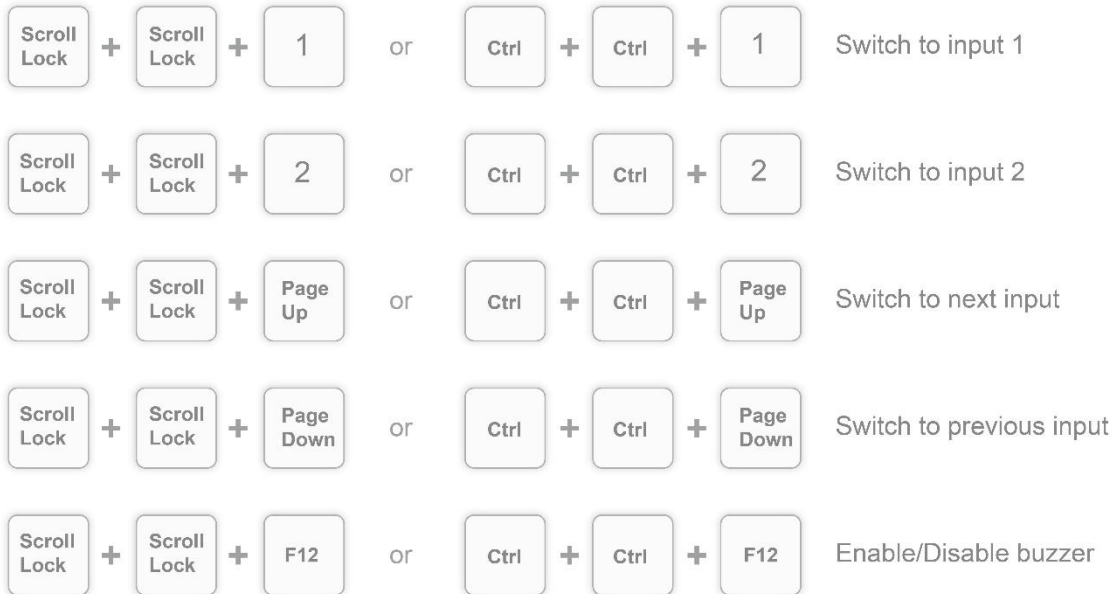 Scroll Lock + Scroll Lock + 1 or Ctrl + Ctrl + 1 Switch to input 1
Scroll Lock + Scroll Lock + 2 or Ctrl + Ctrl + 2 Switch to input 2
Scroll Lock + Scroll Lock + Page Up or Ctrl + Ctrl + Page Up Switch to next input
Scroll Lock + Scroll Lock + Page Down or Ctrl + Ctrl + Page Down Switch to previous input
Scroll Lock + Scroll Lock + F12 or Ctrl + Ctrl + F12 Enable/Disable buzzer